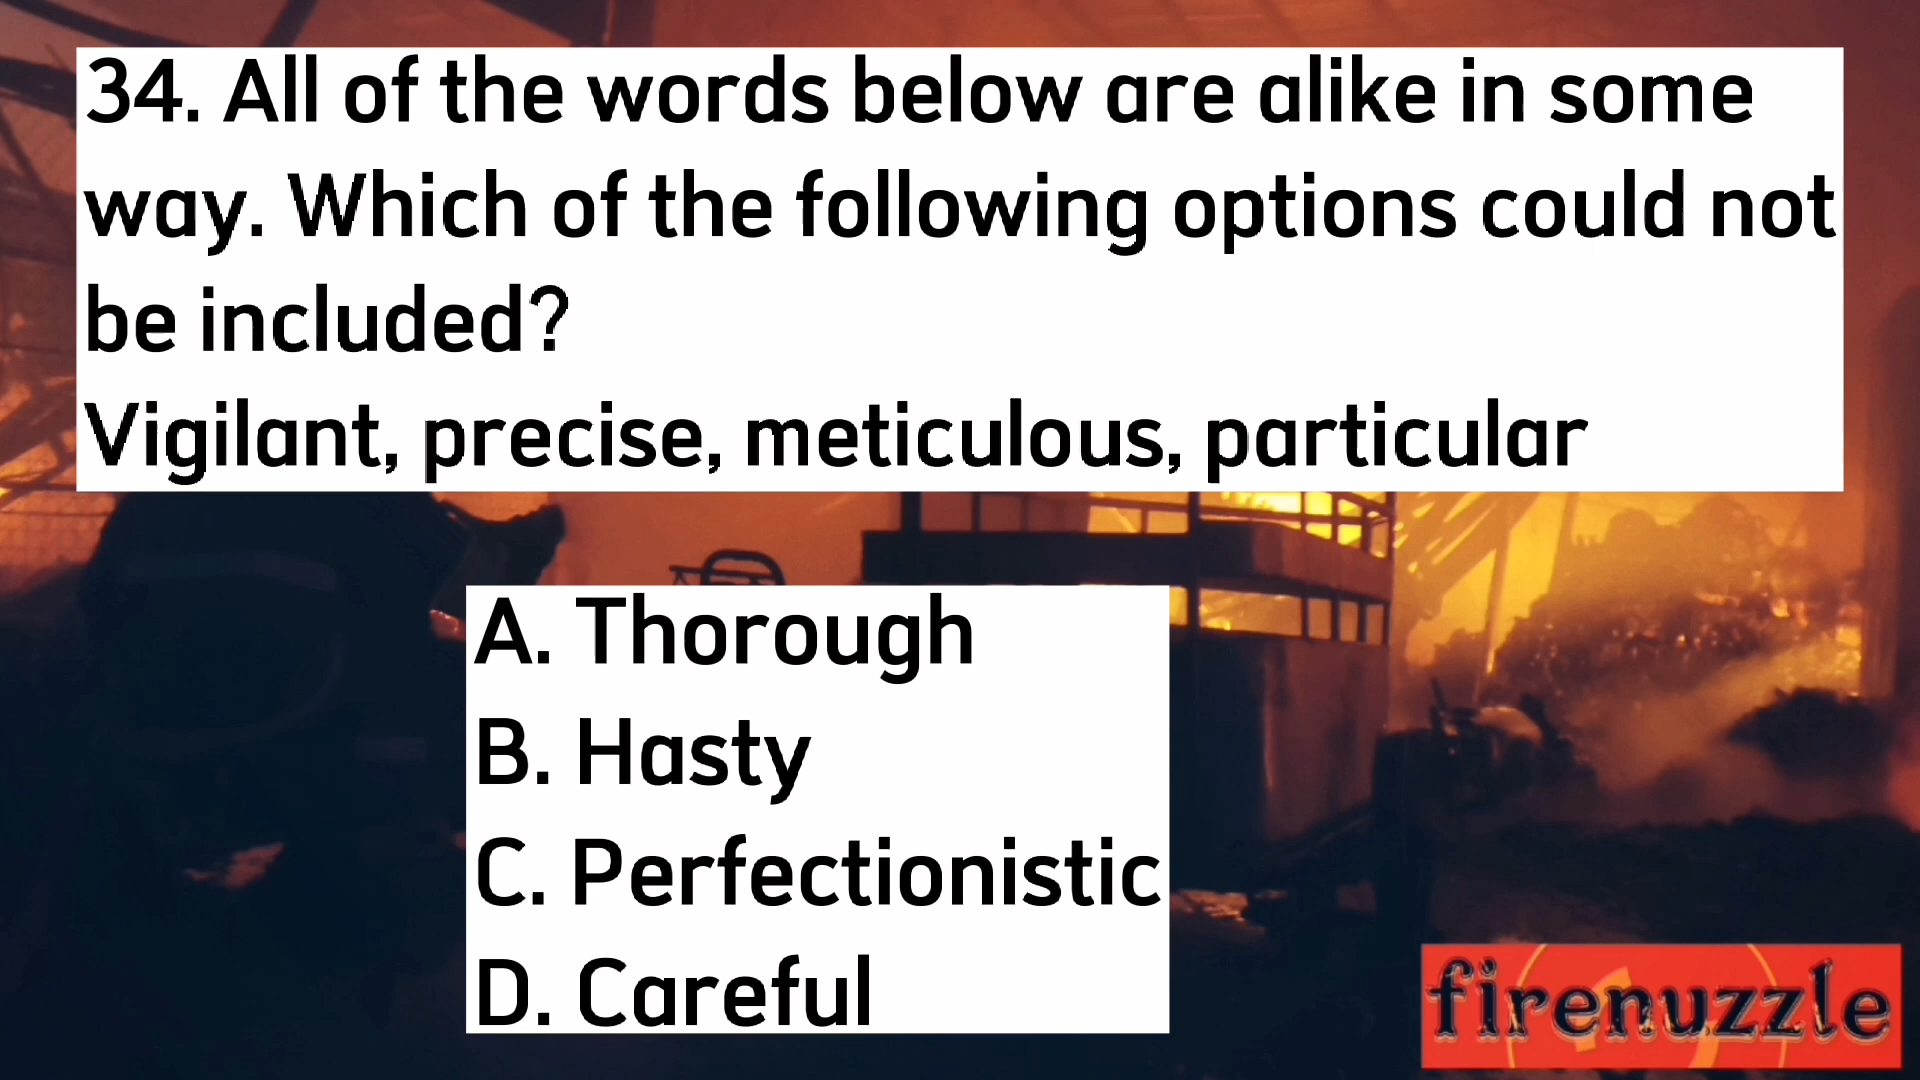 34. All of the words below are alike in some
way. Which of the following options could not
be included?
Vigilant, precise, meticulous, particular
A. Thorough
B. Hasty
C. Perfectionistic
D. Careful
firenuzzle